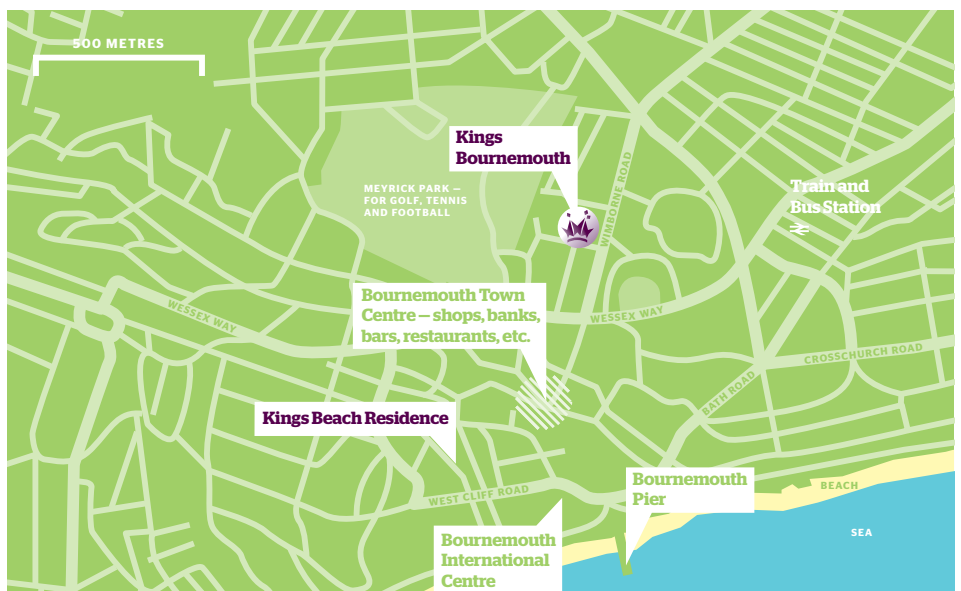 500 METRES
Kings
Bournemouth
MEYRICK PARK –
FOR GOLF, TENNIS
AND FOOTBALL
WIMBORNE ROAD
Train and
Bus Station
Bournemouth Town
Centre – shops, banks,
bars, restaurants, etc.
WESSEX WAY
WESSEX WAY
CROSSCHURCH ROAD
BATH ROAD
Kings Beach Residence
WEST CLIFF ROAD
Bournemouth
Pier
BEACH
SEA
Bournemouth
International
Centre